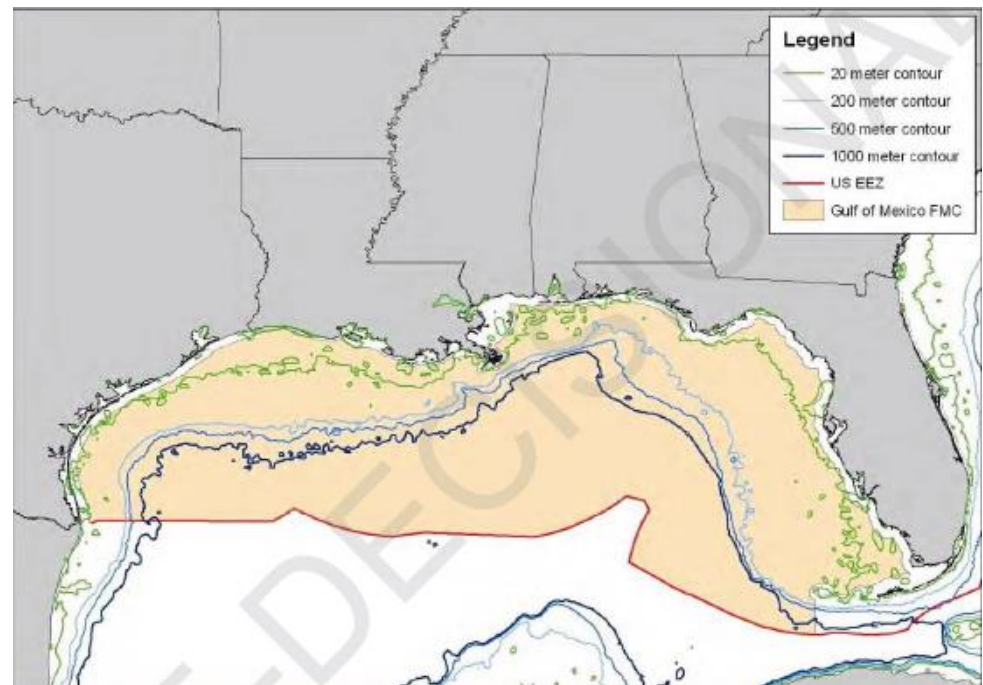 Legend
20 meter contour
200 meter contour
500 meter contour
1000 meter contour
US EEZ
Gulf of Mexico FMC
E-DECISIONAL